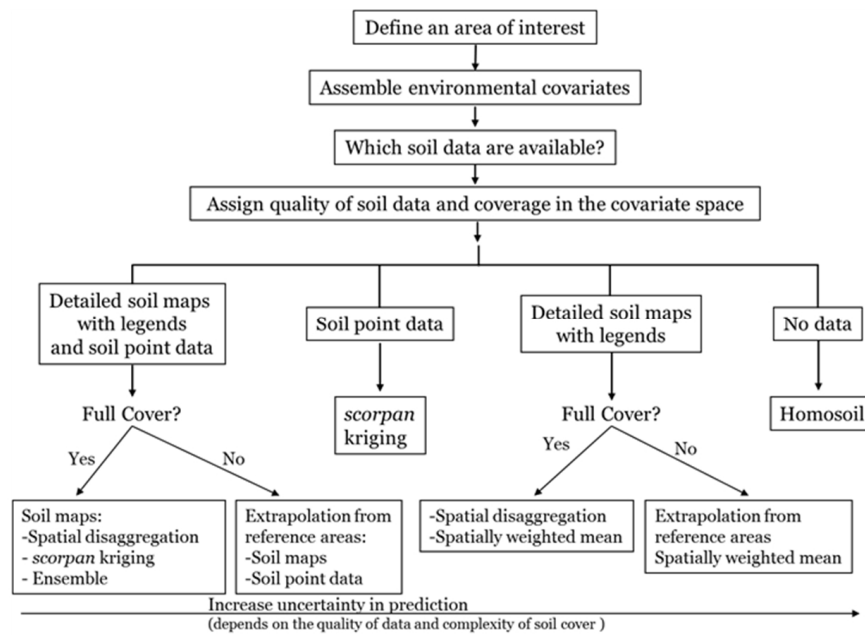 Define an area of interest
Assemble environmental covariates
Which soil data are available?
Assign quality of soil data and coverage in the covariate space
Detailed soil maps
with legends
and soil point data
Soil point data
Detailed soil maps
with legends
No data
scorpan
kriging
Homosoil
Full Cover?
Full Cover?
Yes
No
Yes
No
Soil maps:
-Spatial disaggregation
- scorpan kriging
- Ensemble
Extrapolation from
reference areas:
-Soil maps
-Soil point data
-Spatial disaggregation
-Spatially weighted mean
Extrapolation from
reference areas
Spatially weighted mean
Increase uncertainty in prediction
(depends on the quality of data and complexity of soil cover )